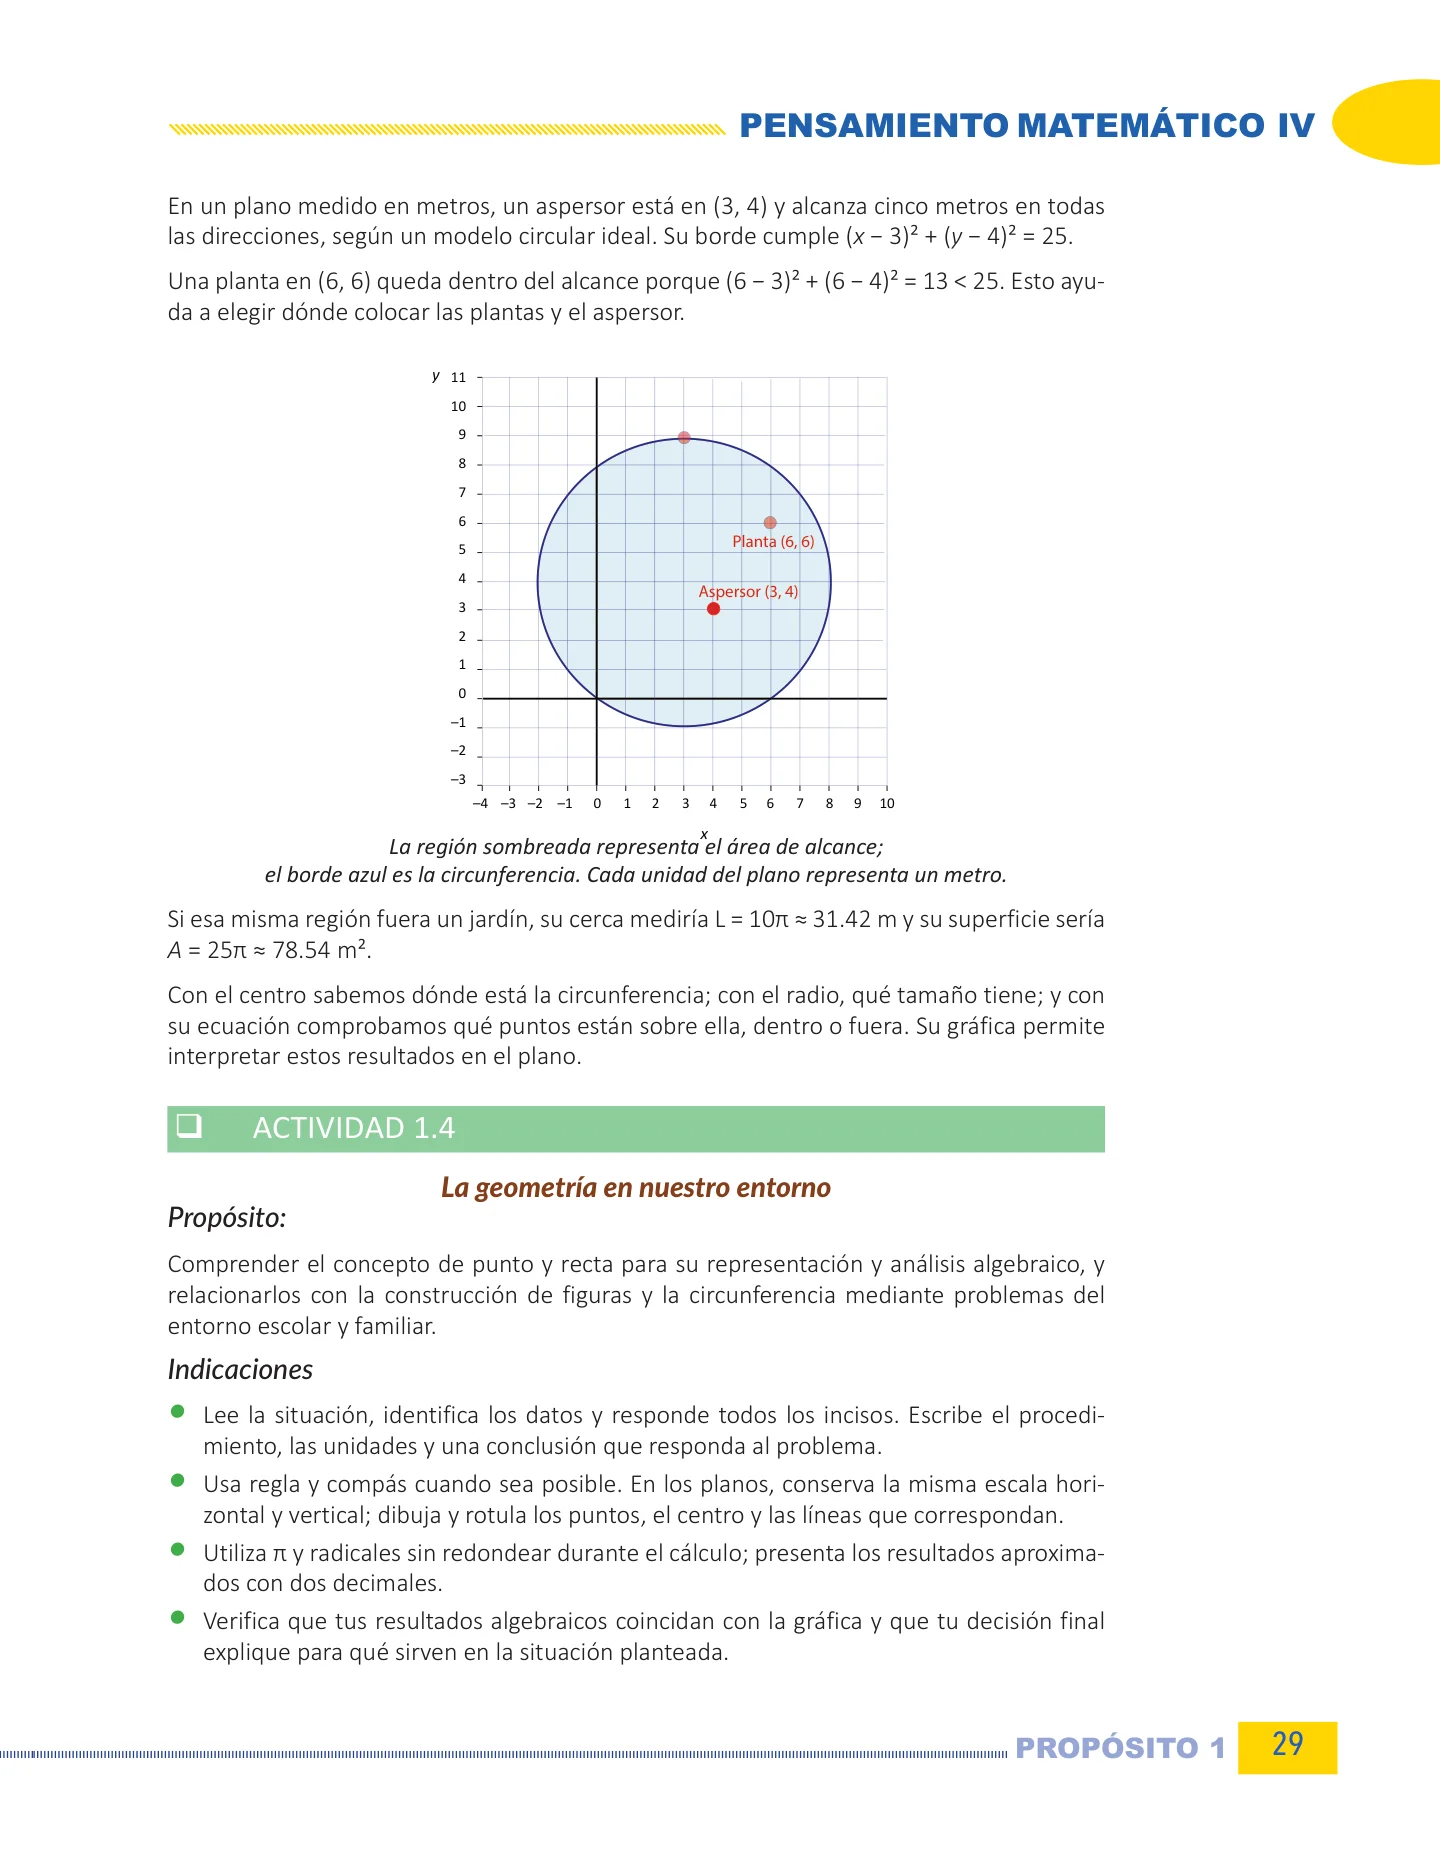 PENSAMIENTO MATEMÁTICO IV
En un plano medido en metros, un aspersor está en (3, 4) y alcanza cinco metros en todas
las direcciones, según un modelo circular ideal. Su borde cumple (x − 3)² + (y − 4)² = 25.
Una planta en (6, 6) queda dentro del alcance porque (6 − 3)² + (6 − 4)² = 13 < 25. Esto ayu-
da a elegir dónde colocar las plantas y el aspersor.
y 11
10
9
8
7
6
5
4
3
2
1
0
–1
–2
–3
Planta (6, 6)
Aspersor (3, 4)
–4 –3 –2 –1 0 1 2 3 4 5 6 7 8 9 10
x
La región sombreada representa el área de alcance;
el borde azul es la circunferencia. Cada unidad del plano representa un metro.
Si esa misma región fuera un jardín, su cerca mediría L = 10π ≈ 31.42 m y su superficie sería
A = 25π ≈ 78.54 m².
Con el centro sabemos dónde está la circunferencia; con el radio, qué tamaño tiene; y con
su ecuación comprobamos qué puntos están sobre ella, dentro o fuera. Su gráfica permite
interpretar estos resultados en el plano.
❑ ACTIVIDAD 1.4
La geometría en nuestro entorno
Propósito:
Comprender el concepto de punto y recta para su representación y análisis algebraico, y
relacionarlos con la construcción de figuras y la circunferencia mediante problemas del
entorno escolar y familiar.
Indicaciones
● Lee la situación, identifica los datos y responde todos los incisos. Escribe el procedi-
miento, las unidades y una conclusión que responda al problema.
● Usa regla y compás cuando sea posible. En los planos, conserva la misma escala hori-
zontal y vertical; dibuja y rotula los puntos, el centro y las líneas que correspondan.
● Utiliza π y radicales sin redondear durante el cálculo; presenta los resultados aproxima-
dos con dos decimales.
● Verifica que tus resultados algebraicos coincidan con la gráfica y que tu decisión final
explique para qué sirven en la situación planteada.
PROPÓSITO 1 29